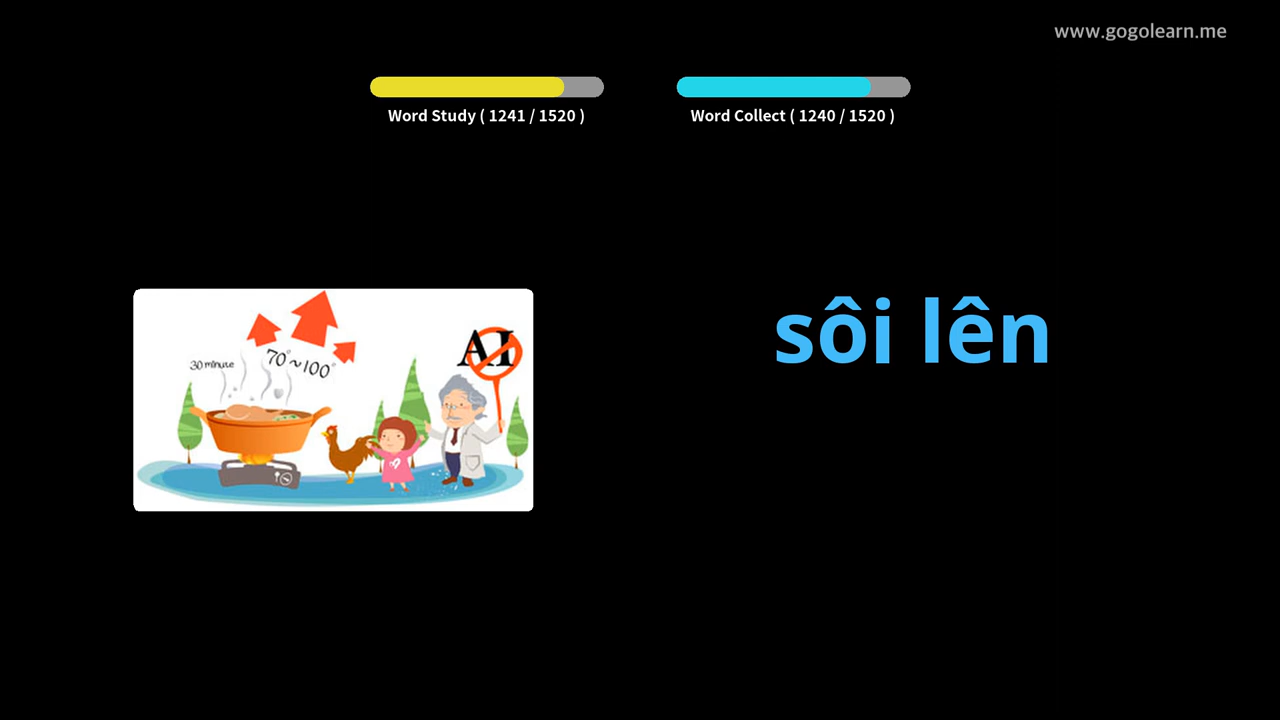 www.gogolearn.me
Word Study ( 1241 / 1520 )
Word Collect ( 1240 / 1520 )
sôi lên
30 minute
70°~100°
AI